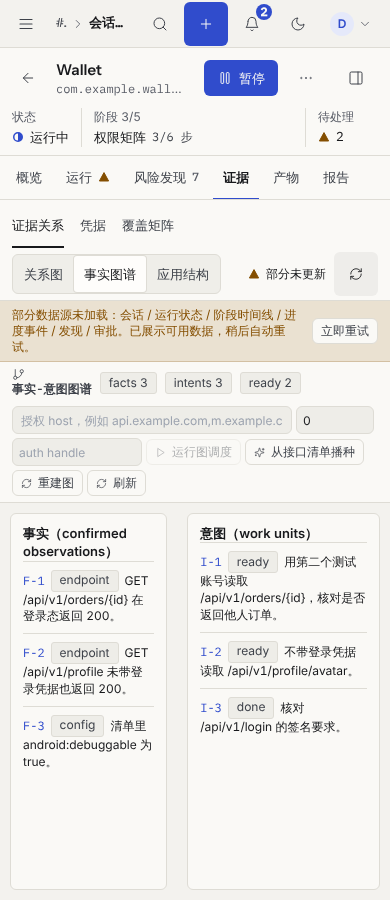 #.  会话…  2  D
Wallet
com.example.wall…
暂停
状态  阶段 3/5  待处理
运行中  权限矩阵 3/6 步  2
概览  运行  风险发现 7  证据  产物  报告
证据关系  凭据  覆盖矩阵
关系图  事实图谱  应用结构  部分未更新
部分数据源未加载：会话 / 运行状态 / 阶段时间线 / 进
度事件 / 发现 / 审批。已展示可用数据，稍后自动重
试。
立即重试
事实-意图图谱  facts 3  intents 3  ready 2
授权 host，例如 api.example.com,m.example.c  0
auth handle  运行图调度  从接口清单播种
重建图  刷新
事实（confirmed
observations）
F-1  endpoint  GET
/api/v1/orders/{id} 在
登录态返回 200。
F-2  endpoint  GET
/api/v1/profile 未带登
录凭据也返回 200。
F-3  config  清单里
android:debuggable 为
true。
意图（work units）
I-1  ready  用第二个测试
账号读取
/api/v1/orders/{id}，核对是否
返回他人订单。
I-2  ready  不带登录凭据
读取 /api/v1/profile/avatar。
I-3  done  核对
/api/v1/login 的签名要求。